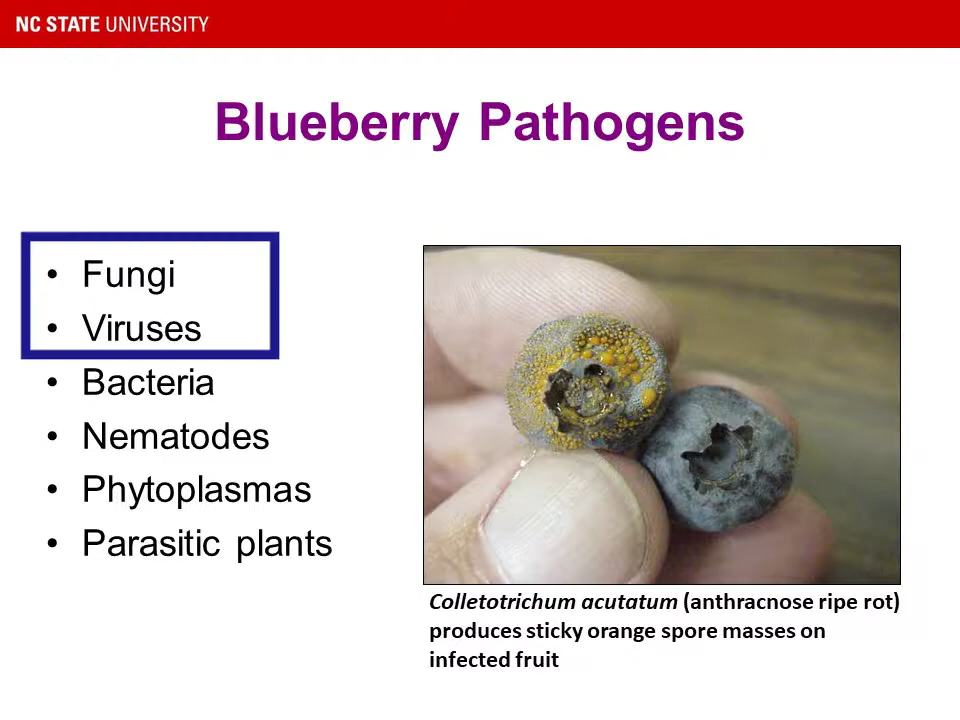 NC STATE UNIVERSITY
Blueberry Pathogens
• Fungi
• Viruses
• Bacteria
• Nematodes
• Phytoplasmas
• Parasitic plants
Colletotrichum acutatum (anthracnose ripe rot)
produces sticky orange spore masses on
infected fruit